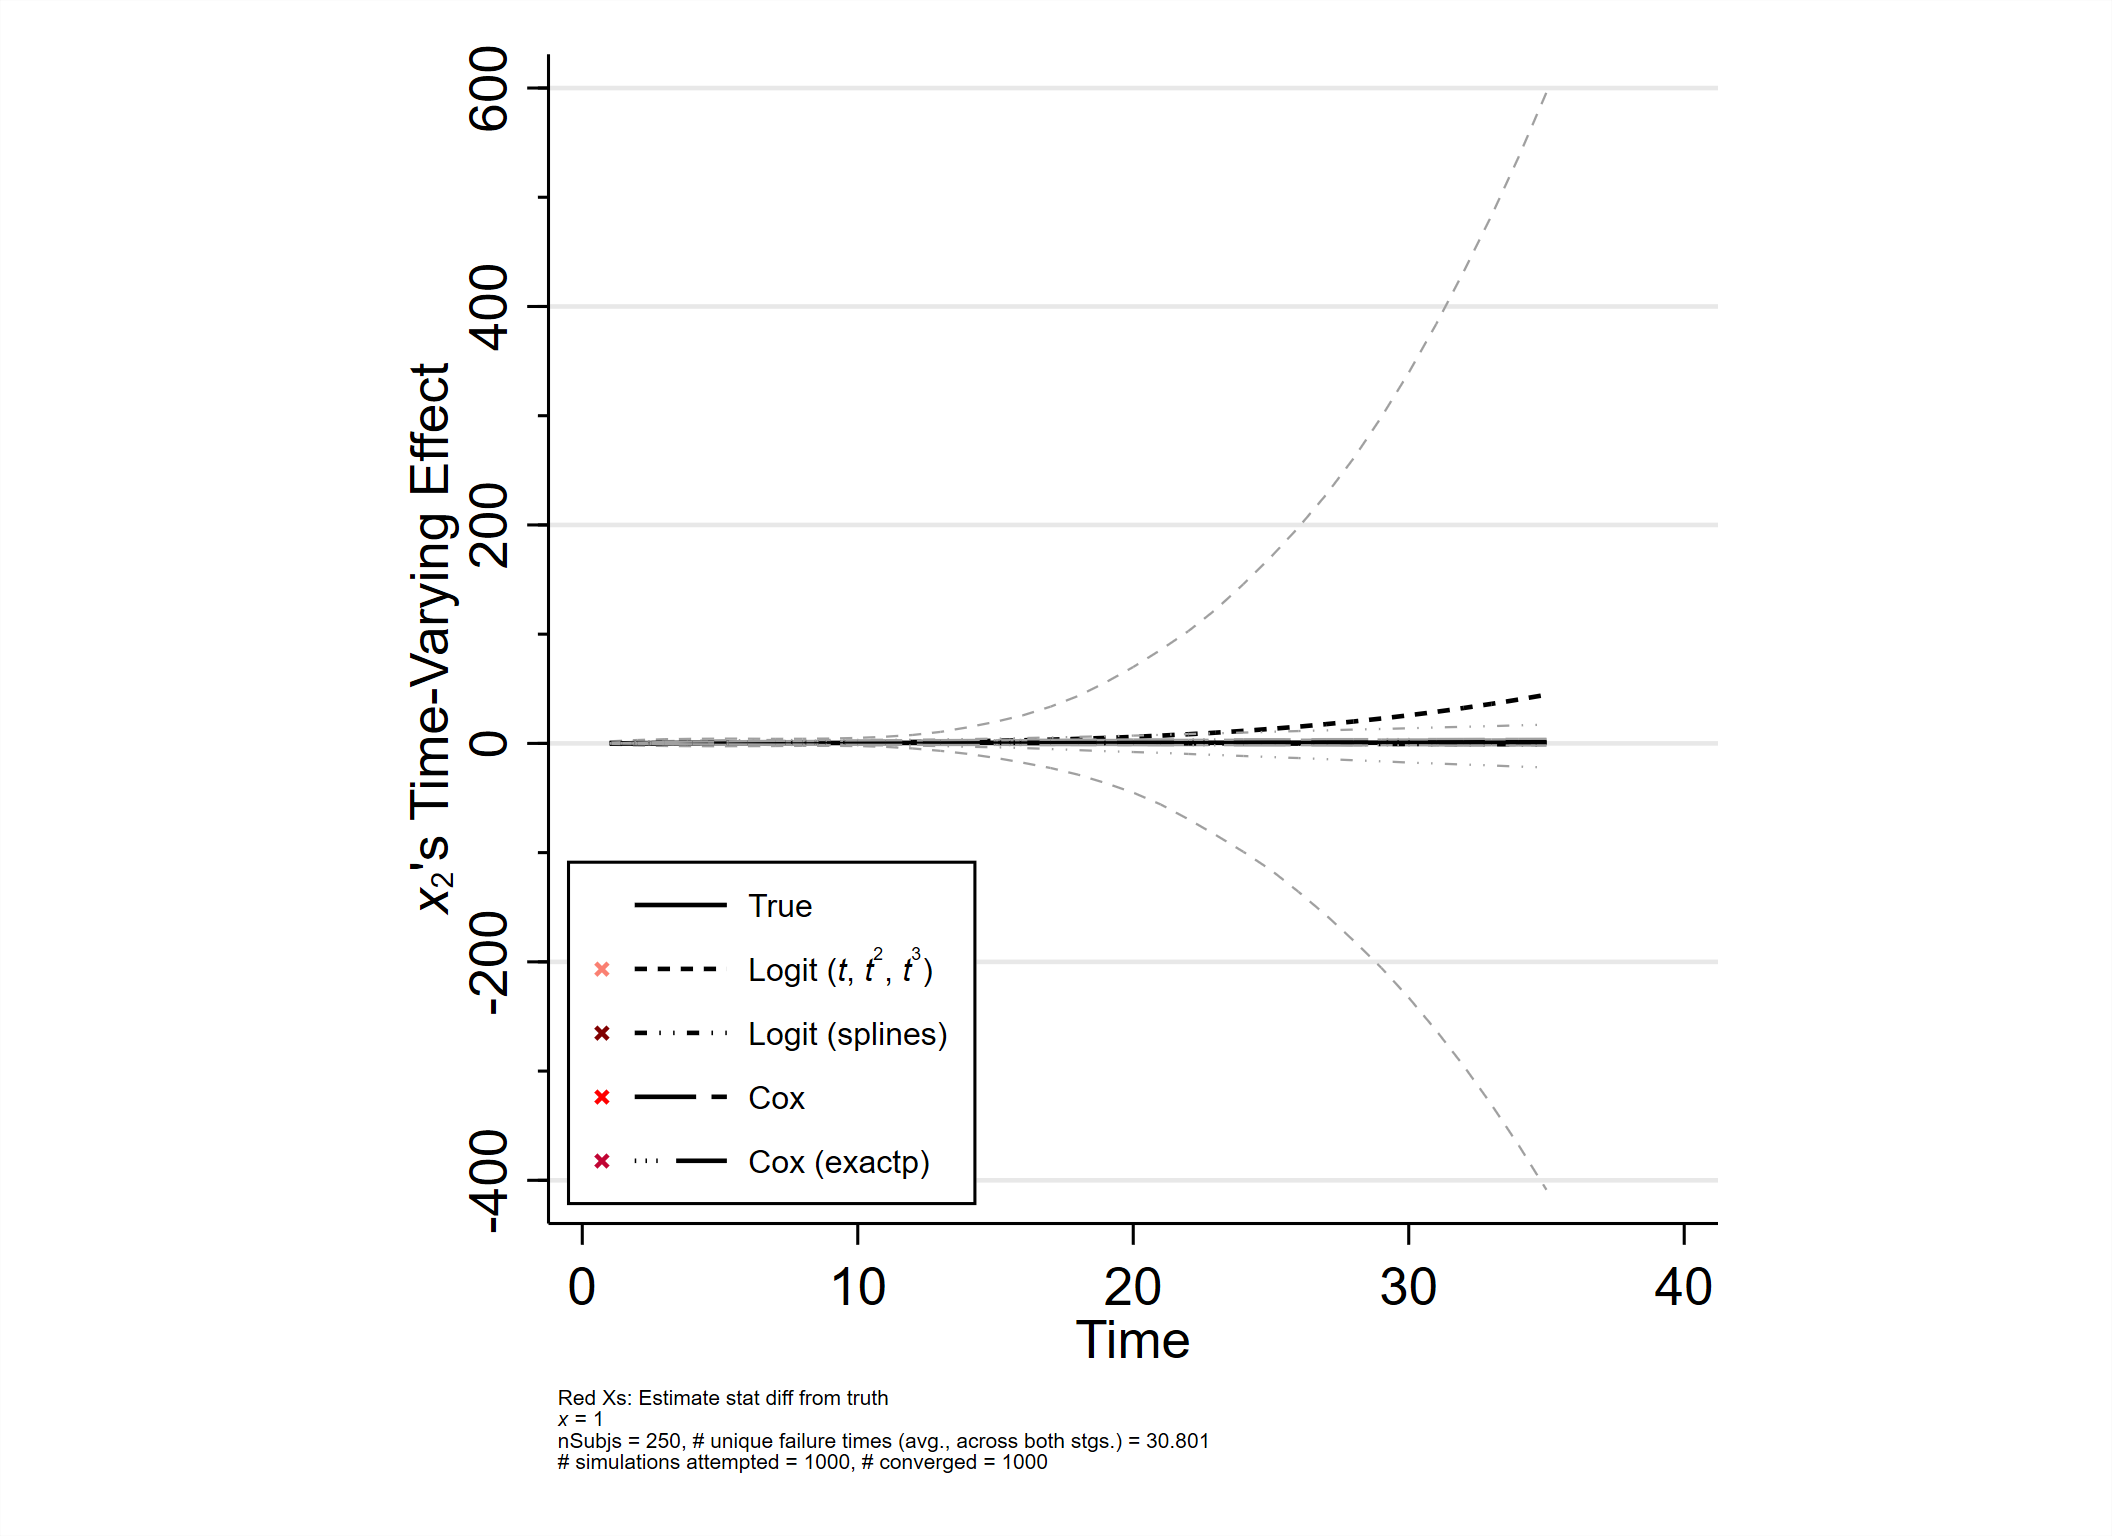 600
400
200
0
-200
-400
x₂'s Time-Varying Effect
True
Logit (t, t², t³)
Logit (splines)
Cox
Cox (exactp)
0 10 20 30 40
Time
Red Xs: Estimate stat diff from truth
x = 1
nSubjs = 250, # unique failure times (avg., across both stgs.) = 30.801
# simulations attempted = 1000, # converged = 1000